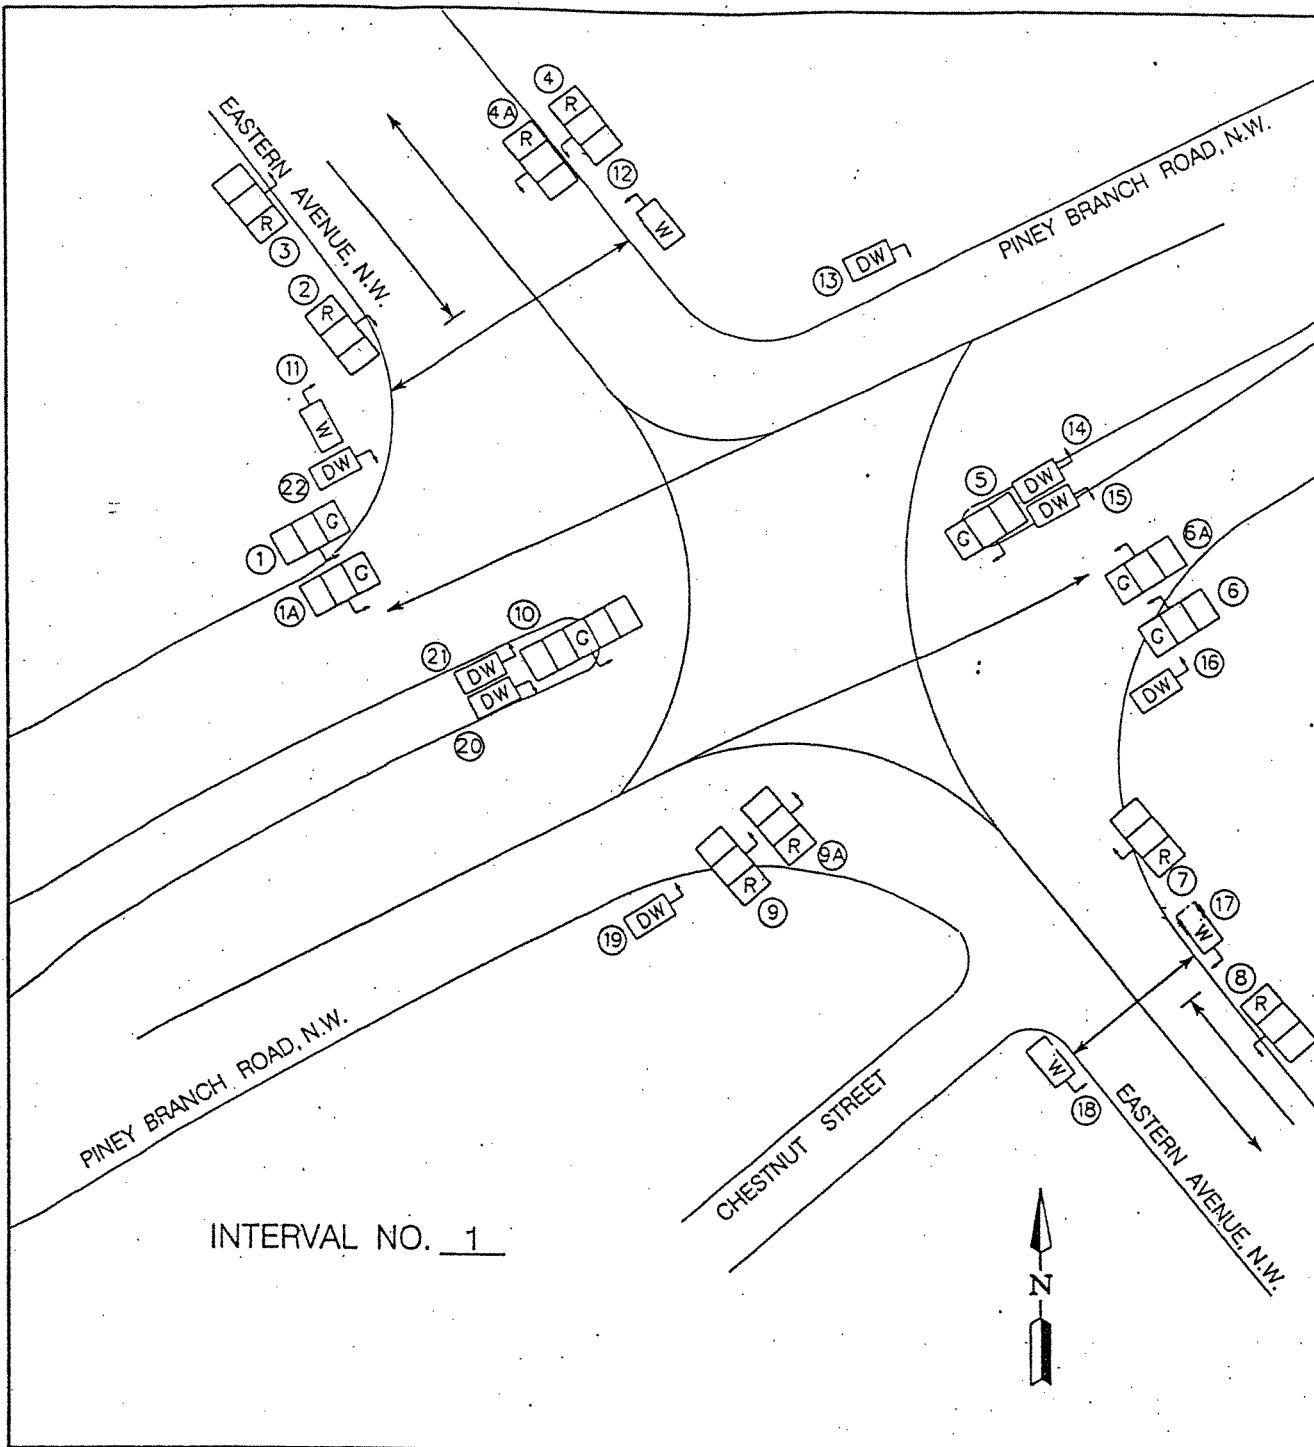 4
4A
R
R
EASTERN AVENUE, N.W.
12
W
PINEY BRANCH ROAD, N.W.
R
3
13
DW
2
R
11
W
22
DW
14
5
DW
DW
15
G
1
G
6A
G
1A
G
10
G
6
G
21
DW
16
DW
DW
20
R
9A
R
7
R
9
19
DW
17
W
8
R
PINEY BRANCH ROAD, N.W.
W
18
CHESTNUT STREET
EASTERN AVENUE, N.W.
INTERVAL NO. 1
N